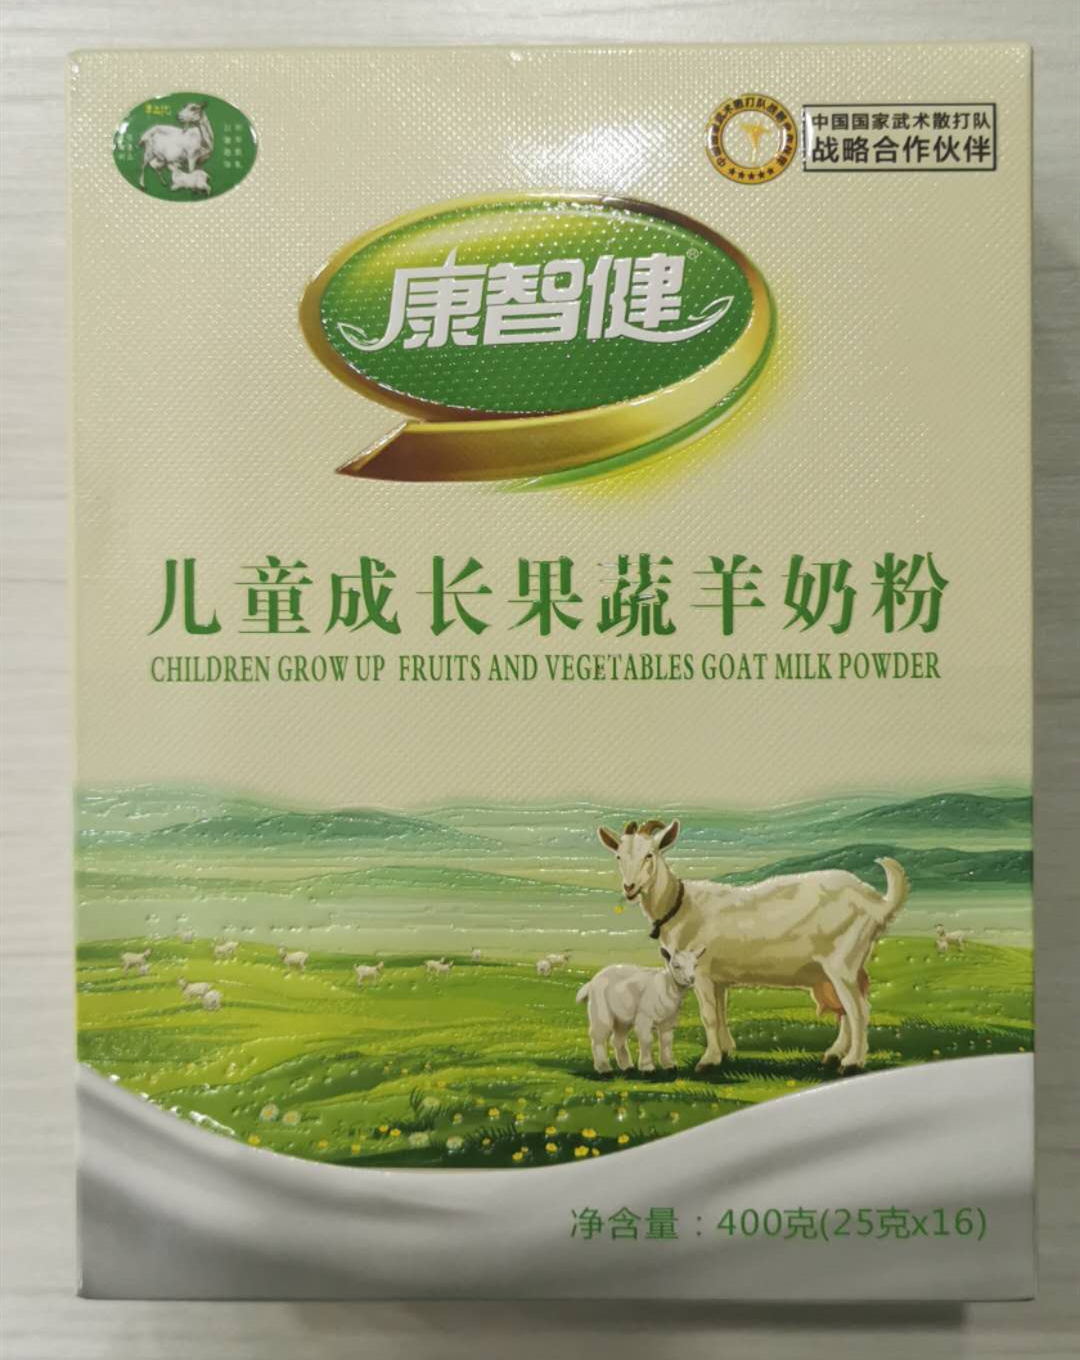 中国国家武术散打队
战略合作伙伴
康智健®
儿童成长果蔬羊奶粉
CHILDREN GROW UP FRUITS AND VEGETABLES GOAT MILK POWDER
净含量：400克(25克x16)